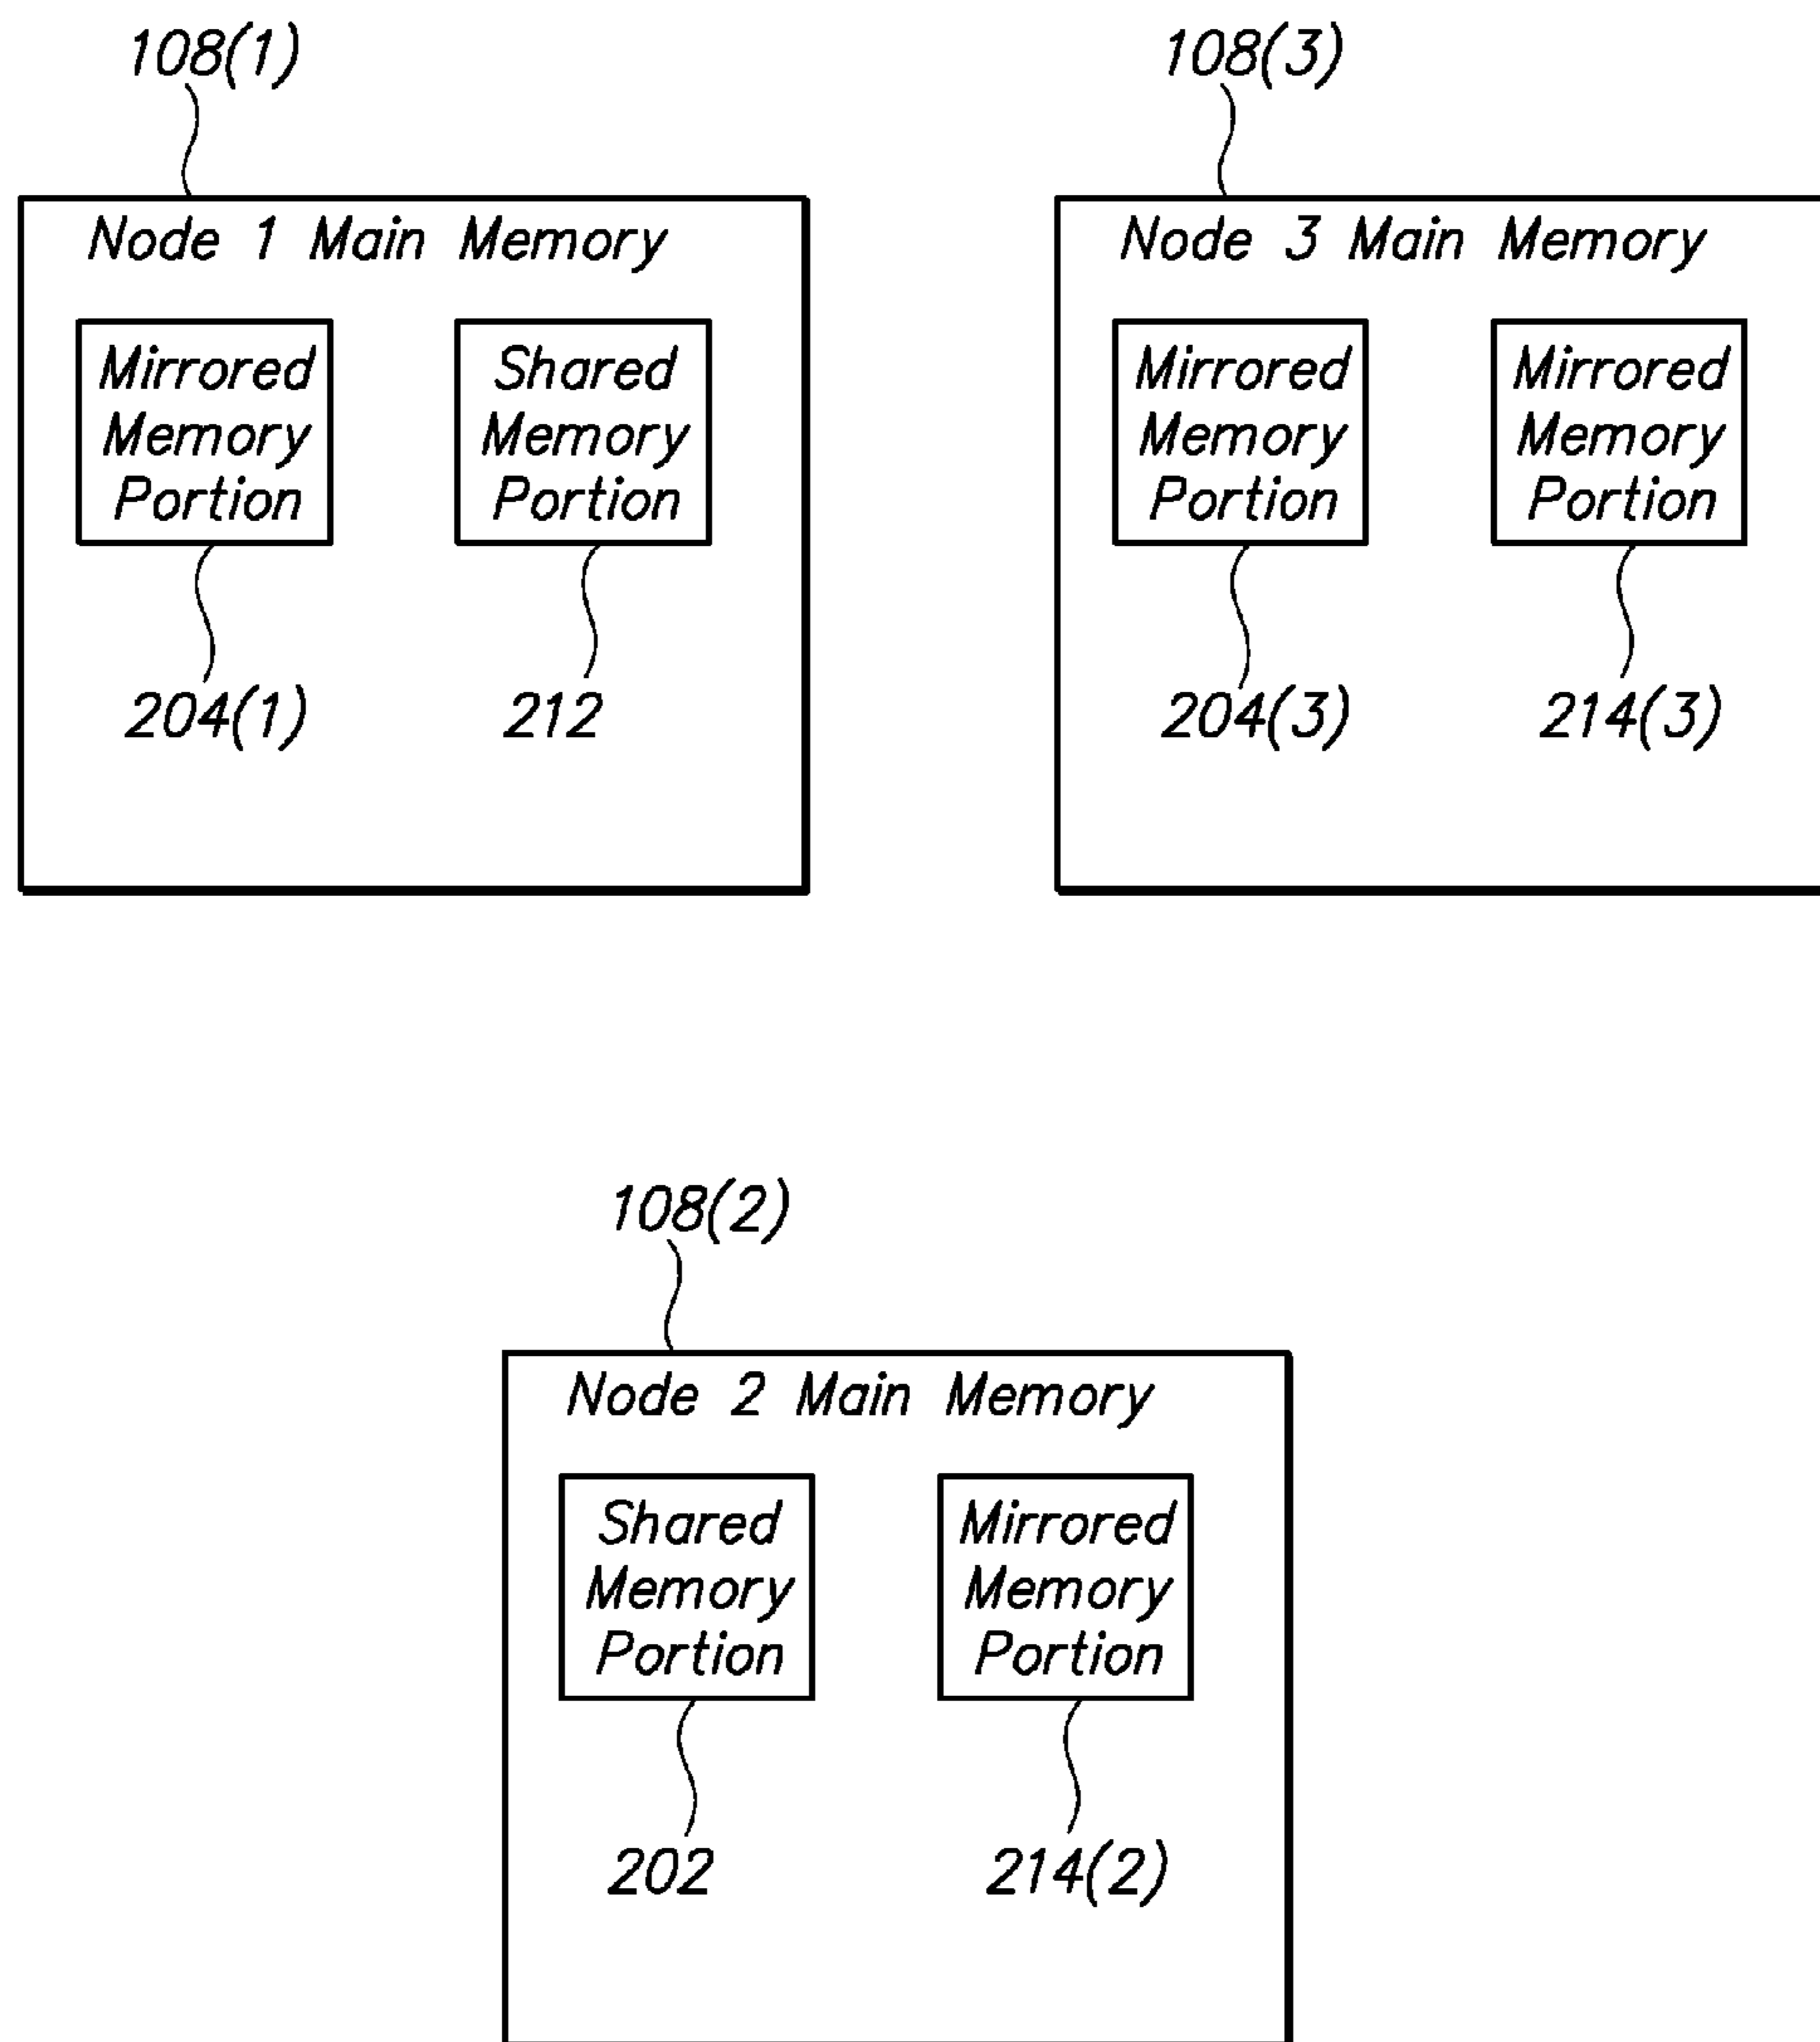 108(1)
Node 1 Main Memory
Mirrored
Memory
Portion
204(1)
Shared
Memory
Portion
212
108(3)
Node 3 Main Memory
Mirrored
Memory
Portion
204(3)
Mirrored
Memory
Portion
214(3)
108(2)
Node 2 Main Memory
Shared
Memory
Portion
202
Mirrored
Memory
Portion
214(2)